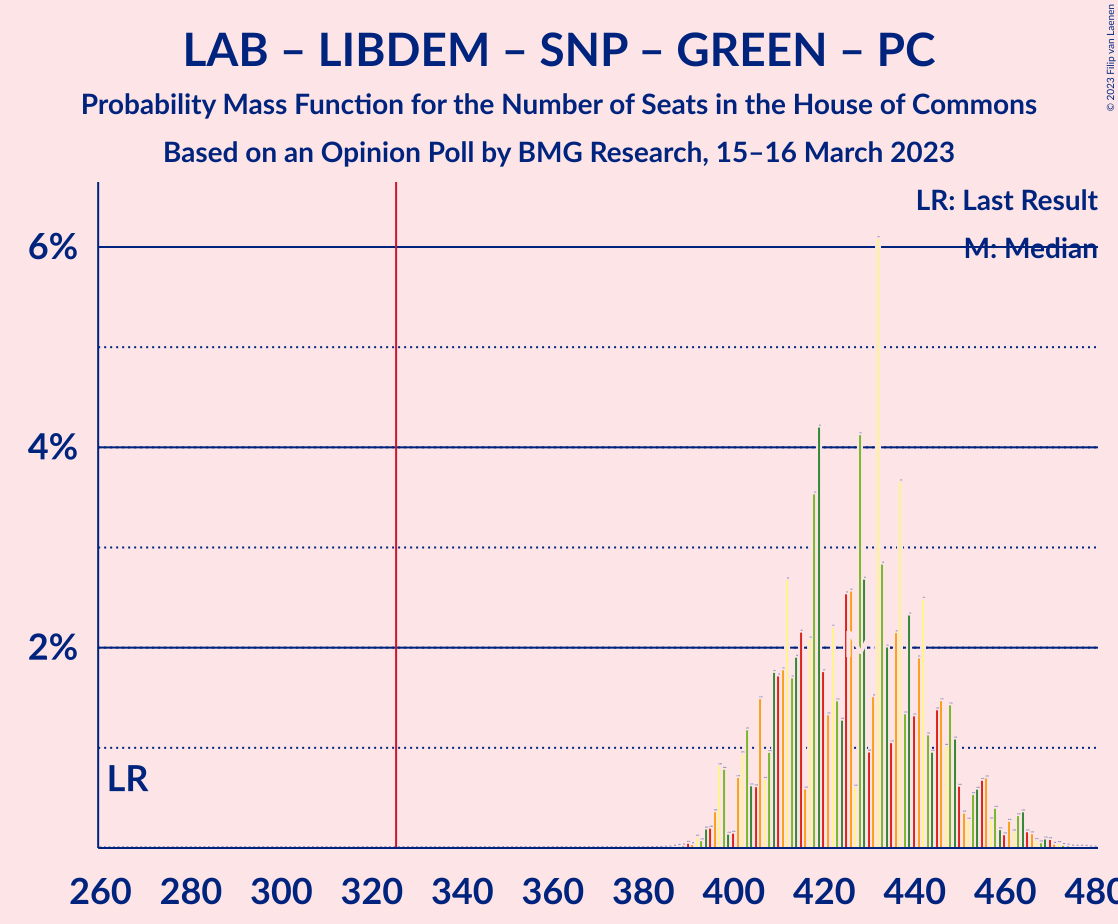 LAB – LIBDEM – SNP – GREEN – PC
Probability Mass Function for the Number of Seats in the House of Commons
Based on an Opinion Poll by BMG Research, 15–16 March 2023
© 2023 Filip van Laenen
LR: Last Result
M: Median
6%
4%
2%
LR
M
260 280 300 320 340 360 380 400 420 440 460 480